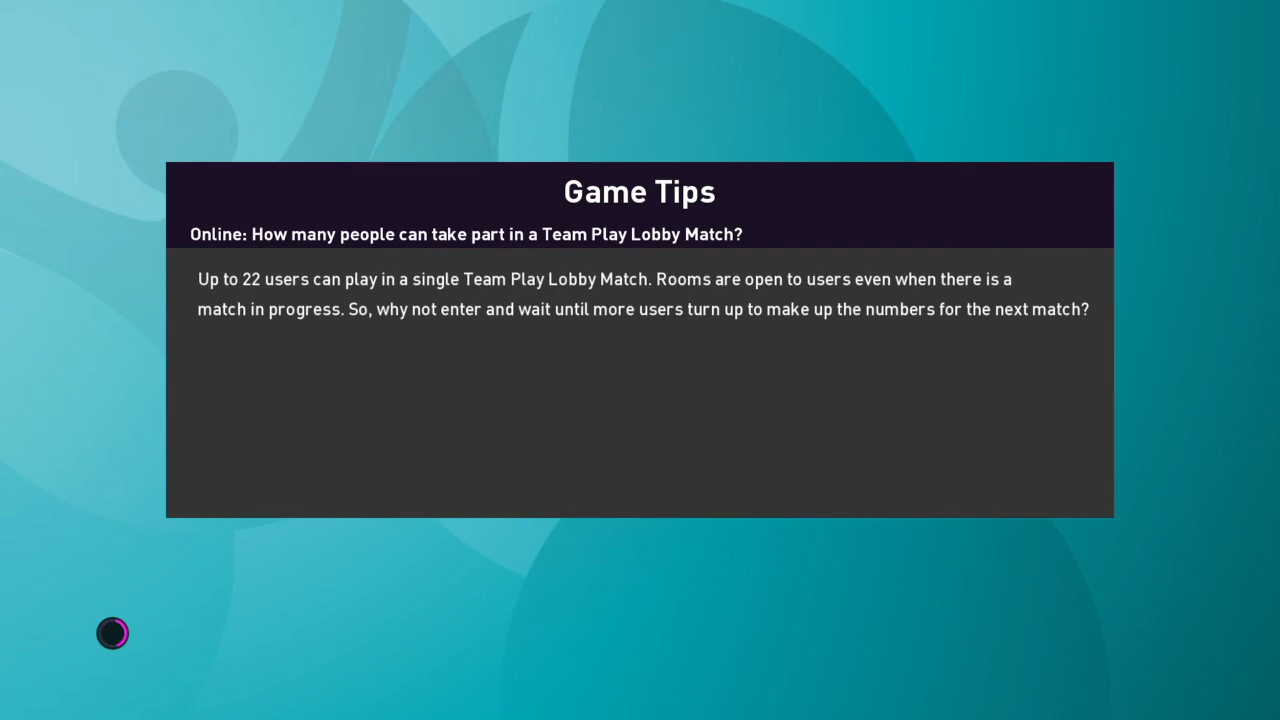 Game Tips
Online: How many people can take part in a Team Play Lobby Match?
Up to 22 users can play in a single Team Play Lobby Match. Rooms are open to users even when there is a
match in progress. So, why not enter and wait until more users turn up to make up the numbers for the next match?